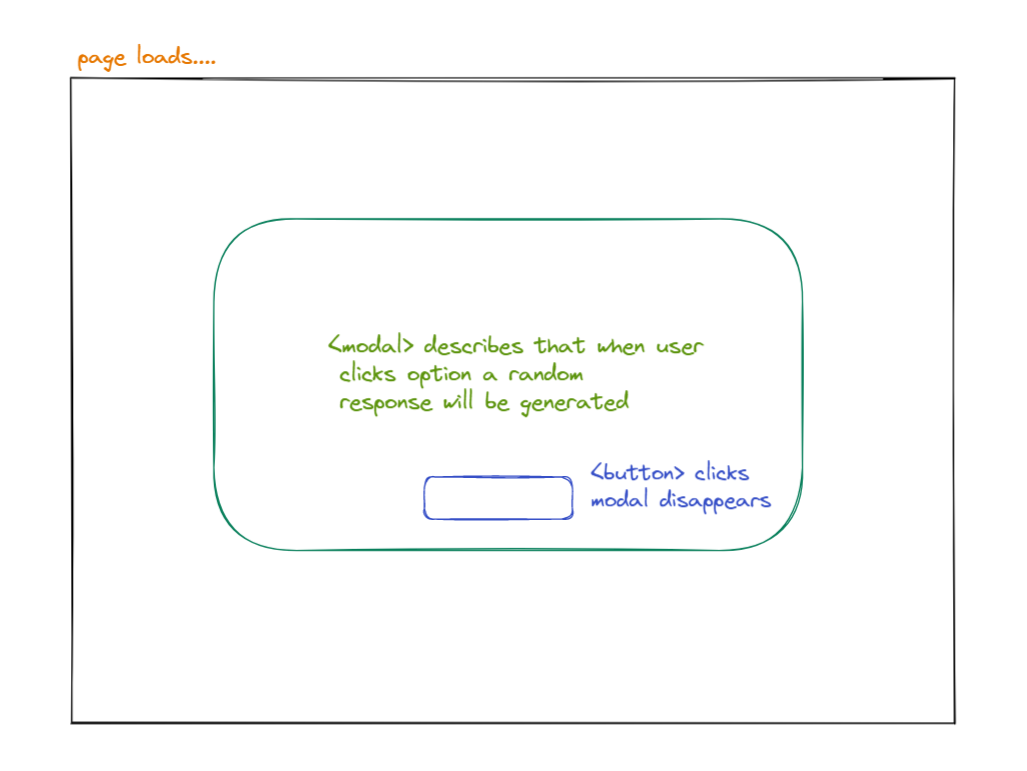 page loads....
<modal> describes that when user
clicks option a random
response will be generated
<button> clicks
modal disappears